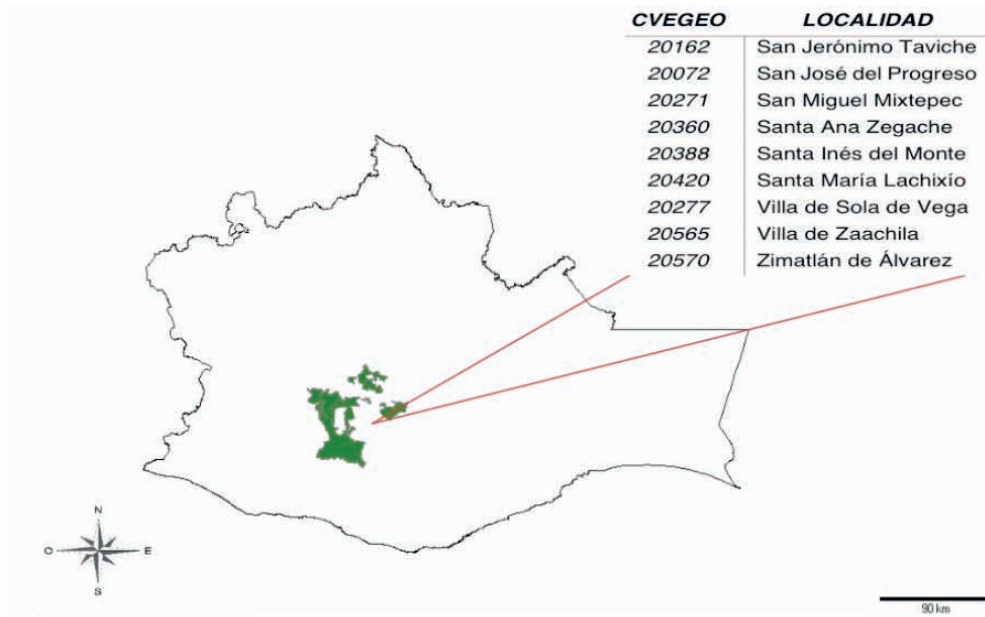 CVEGEO LOCALIDAD
20162 San Jerónimo Taviche
20072 San José del Progreso
20271 San Miguel Mixtepec
20360 Santa Ana Zegache
20388 Santa Inés del Monte
20420 Santa María Lachixío
20277 Villa de Sola de Vega
20565 Villa de Zaachila
20570 Zimatlán de Álvarez
N
O E
S
90 km